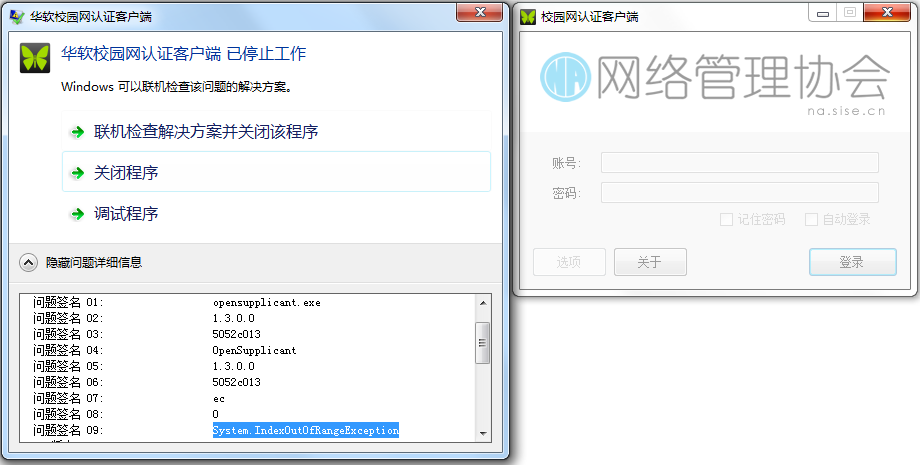 华软校园网认证客户端
华软校园网认证客户端 已停止工作
Windows 可以联机检查该问题的解决方案。
联机检查解决方案并关闭该程序
关闭程序
调试程序
隐藏问题详细信息
问题签名 01: opensupplicant.exe
问题签名 02: 1.3.0.0
问题签名 03: 5052c013
问题签名 04: OpenSupplicant
问题签名 05: 1.3.0.0
问题签名 06: 5052c013
问题签名 07: ec
问题签名 08: 0
问题签名 09: System.IndexOutOfRangeException
校园网认证客户端
NA 网络管理协会
na.sise.cn
账号:
密码:
记住密码 自动登录
选项 关于 登录